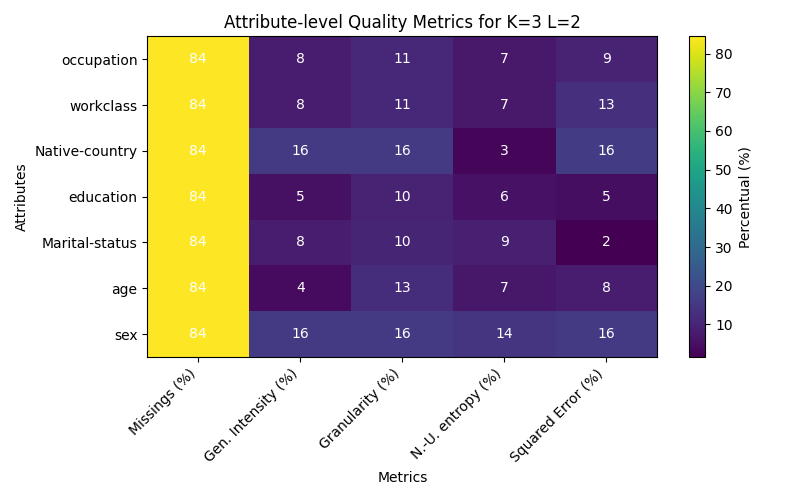 Attribute-level Quality Metrics for K=3 L=2
Attributes
occupation 84 8 11 7 9
workclass 84 8 11 7 13
Native-country 84 16 16 3 16
education 84 5 10 6 5
Marital-status 84 8 10 9 2
age 84 4 13 7 8
sex 84 16 16 14 16
Missings (%)
Gen. Intensity (%)
Granularity (%)
N.-U. entropy (%)
Squared Error (%)
Metrics
80
70
60
50
40
30
20
10
Percentual (%)